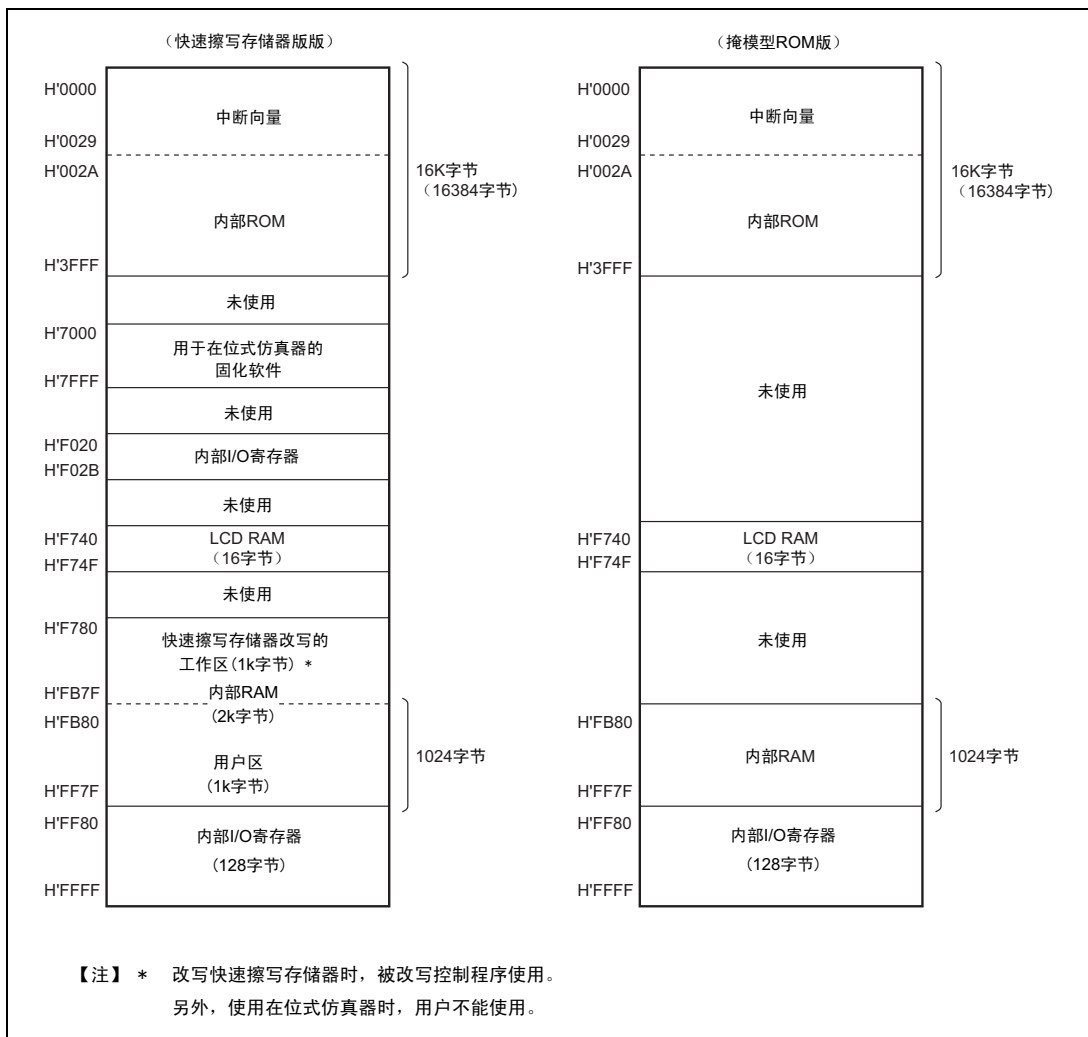 （快速擦写存储器版版）
H'0000
中断向量
H'0029
H'002A
16K字节
（16384字节）
内部ROM
H'3FFF
未使用
H'7000
用于在位式仿真器的
固化软件
H'7FFF
未使用
H'F020
内部I/O寄存器
H'F02B
未使用
H'F740
LCD RAM
（16字节）
H'F74F
未使用
H'F780
快速擦写存储器改写的
工作区(1k字节) *
H'FB7F
内部RAM
(2k字节)
H'FB80
1024字节
用户区
(1k字节)
H'FF7F
H'FF80
内部I/O寄存器
(128字节)
H'FFFF
（掩模型ROM版）
H'0000
中断向量
H'0029
H'002A
16K字节
（16384字节）
内部ROM
H'3FFF
未使用
H'F740
LCD RAM
（16字节）
H'F74F
未使用
H'FB80
内部RAM
1024字节
H'FF7F
H'FF80
内部I/O寄存器
(128字节)
H'FFFF
【注】 * 改写快速擦写存储器时，被改写控制程序使用。
另外，使用在位式仿真器时，用户不能使用。